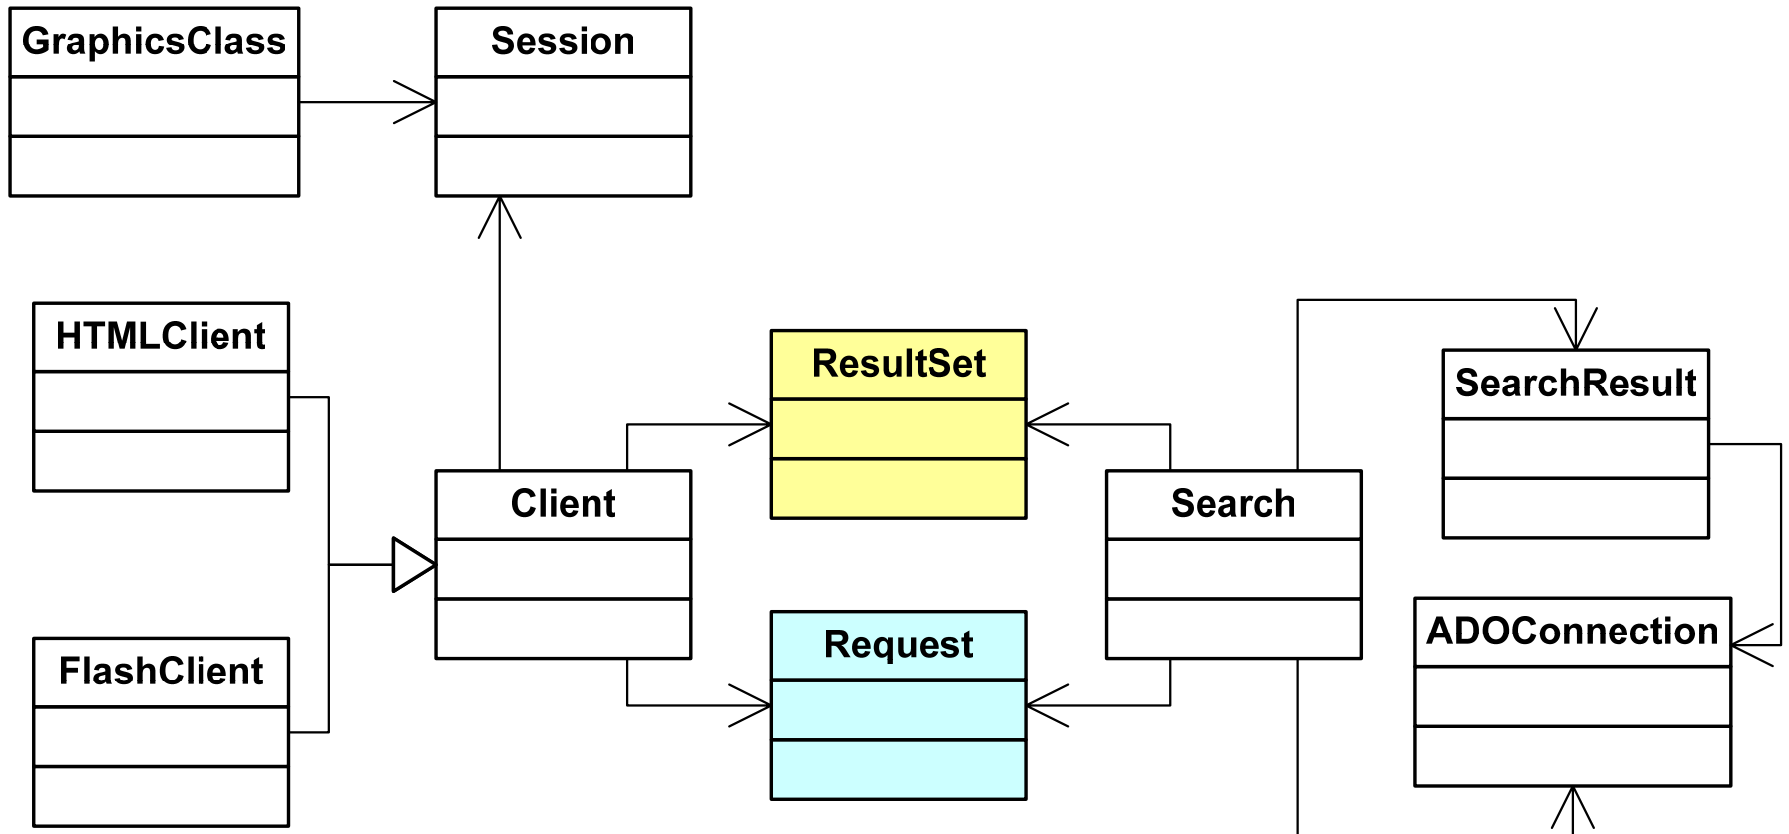 GraphicsClass
Session
HTMLClient
ResultSet
SearchResult
Client
Search
ADOConnection
Request
FlashClient